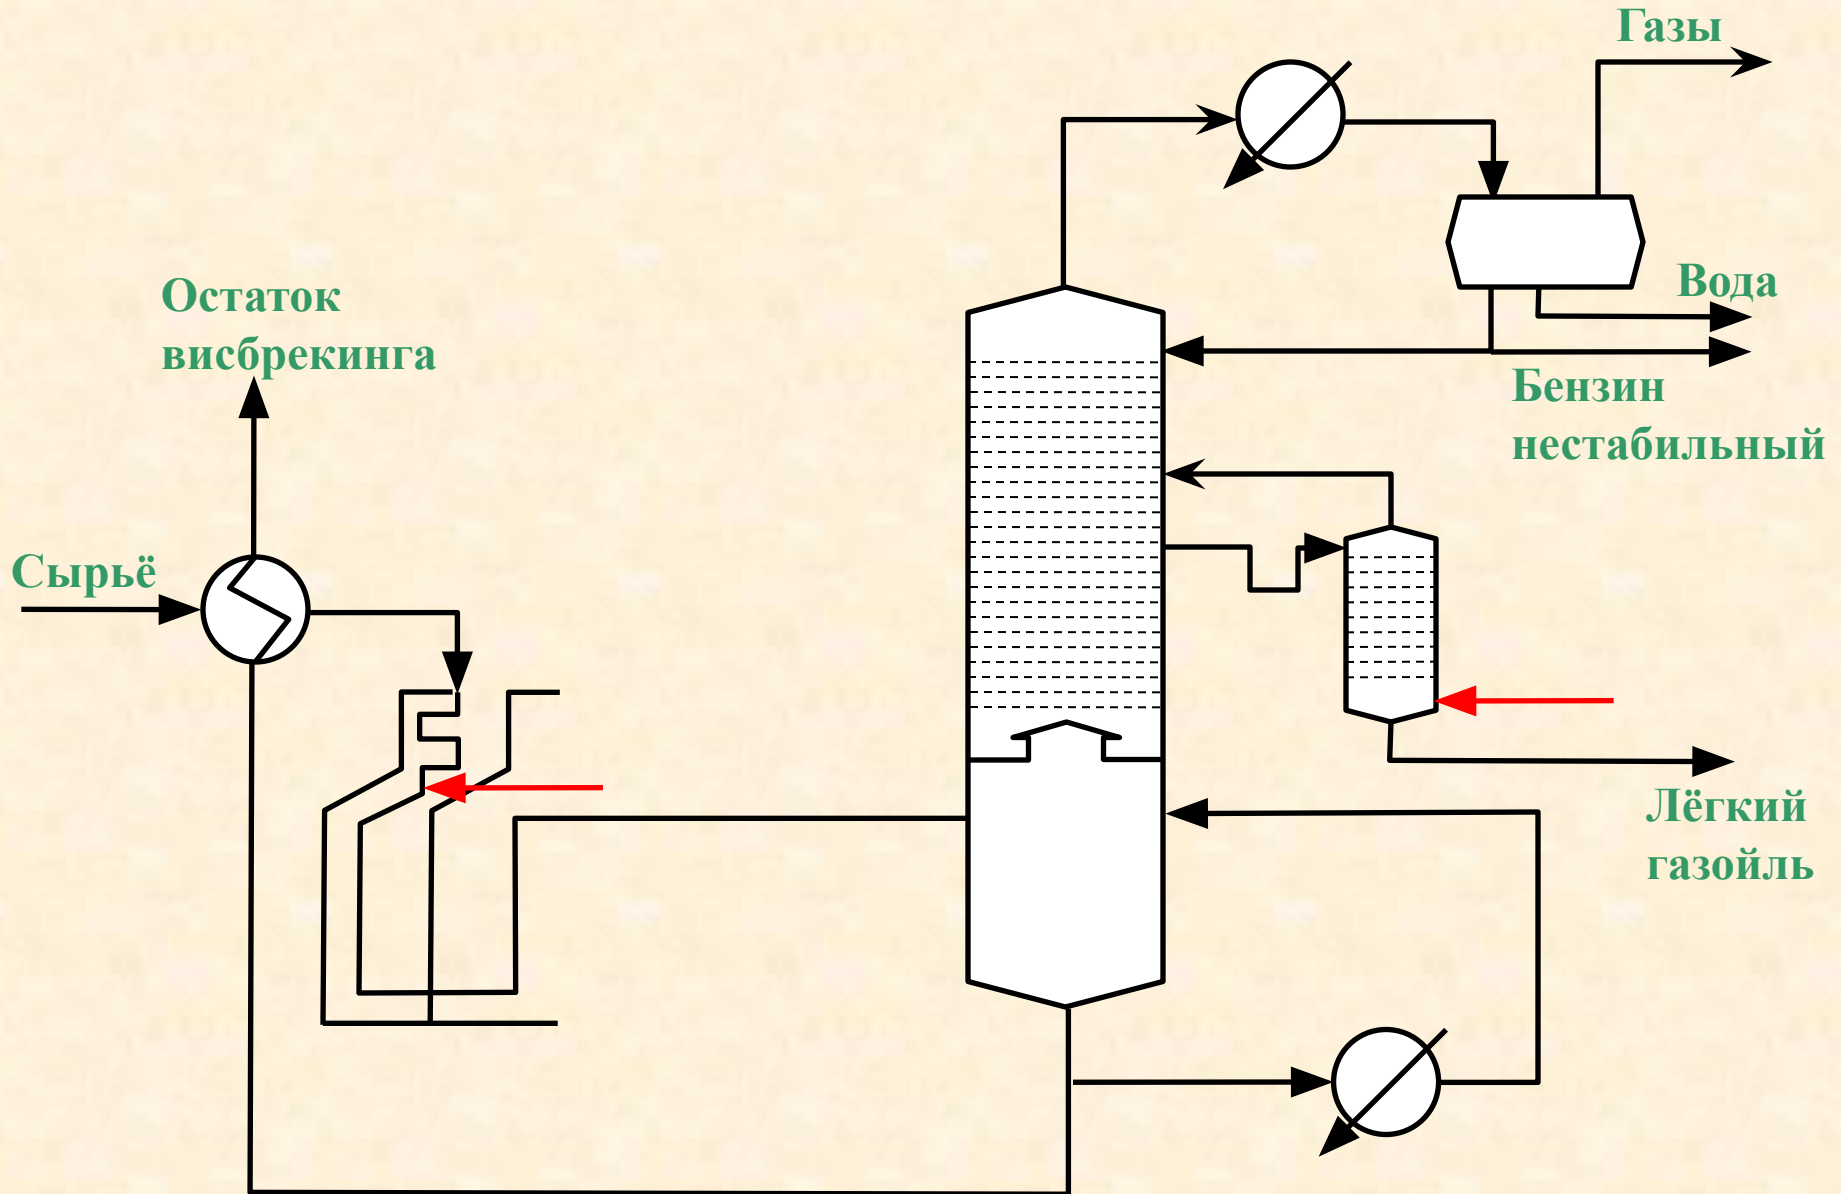 Газы
Остаток
висбрекинга
Вода
Бензин
нестабильный
Сырьё
Лёгкий
газойль